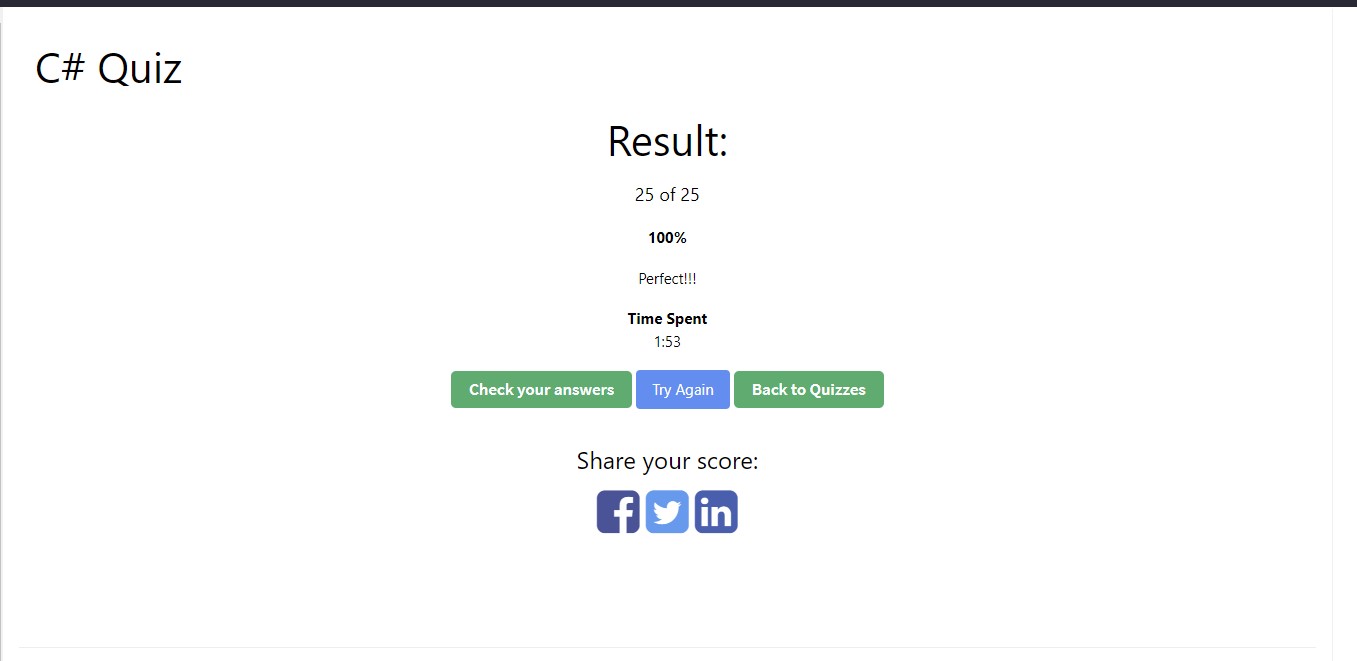 C# Quiz
Result:
25 of 25
100%
Perfect!!!
Time Spent
1:53
Check your answers Try Again Back to Quizzes
Share your score:
f in